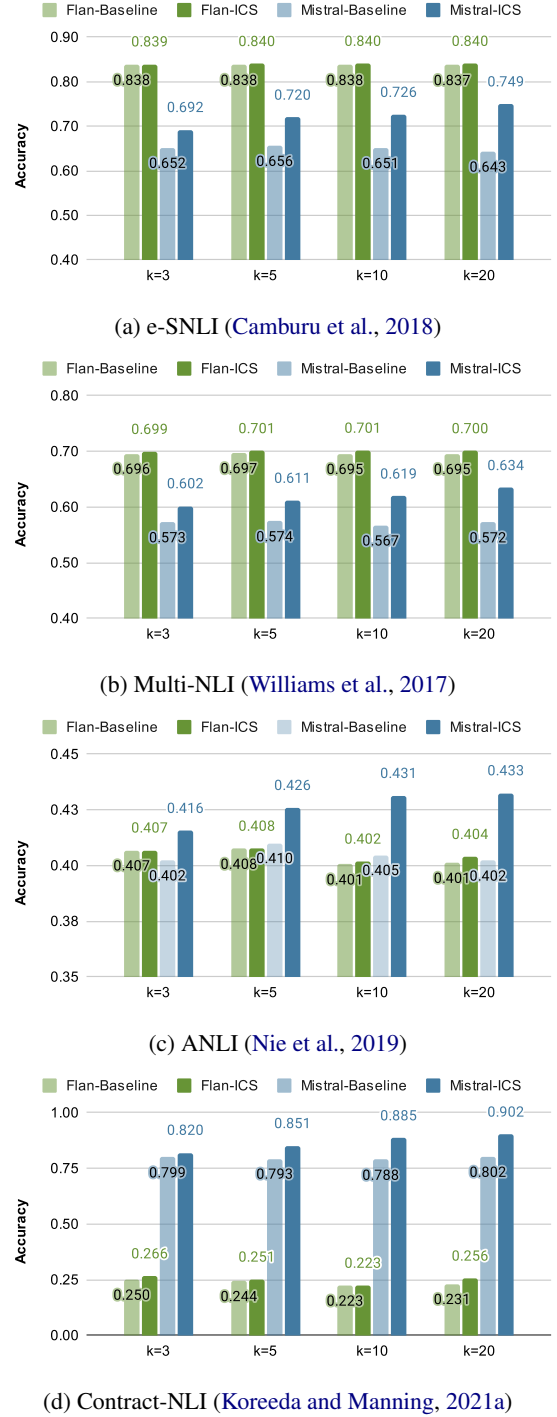 Flan-Baseline Flan-ICS Mistral-Baseline Mistral-ICS
0.90
0.80
0.70
0.60
0.50
0.40
Accuracy
0.839 0.840 0.840 0.840
0.838 0.838 0.838 0.837
0.692 0.720 0.726 0.749
0.652 0.656 0.651 0.643
k=3 k=5 k=10 k=20
(a) e-SNLI (Camburu et al., 2018)
Flan-Baseline Flan-ICS Mistral-Baseline Mistral-ICS
0.80
0.70
0.60
0.50
0.40
Accuracy
0.699 0.701 0.701 0.700
0.696 0.697 0.695 0.695
0.602 0.611 0.619 0.634
0.573 0.574 0.567 0.572
k=3 k=5 k=10 k=20
(b) Multi-NLI (Williams et al., 2017)
Flan-Baseline Flan-ICS Mistral-Baseline Mistral-ICS
0.45
0.43
0.40
0.38
0.35
Accuracy
0.416 0.426 0.431 0.433
0.407 0.408 0.402 0.404
0.407 0.408 0.401 0.401
0.402 0.410 0.405 0.402
k=3 k=5 k=10 k=20
(c) ANLI (Nie et al., 2019)
Flan-Baseline Flan-ICS Mistral-Baseline Mistral-ICS
1.00
0.75
0.50
0.25
0.00
Accuracy
0.820 0.851 0.885 0.902
0.799 0.793 0.788 0.802
0.266 0.251 0.223 0.256
0.250 0.244 0.223 0.231
k=3 k=5 k=10 k=20
(d) Contract-NLI (Koreeda and Manning, 2021a)